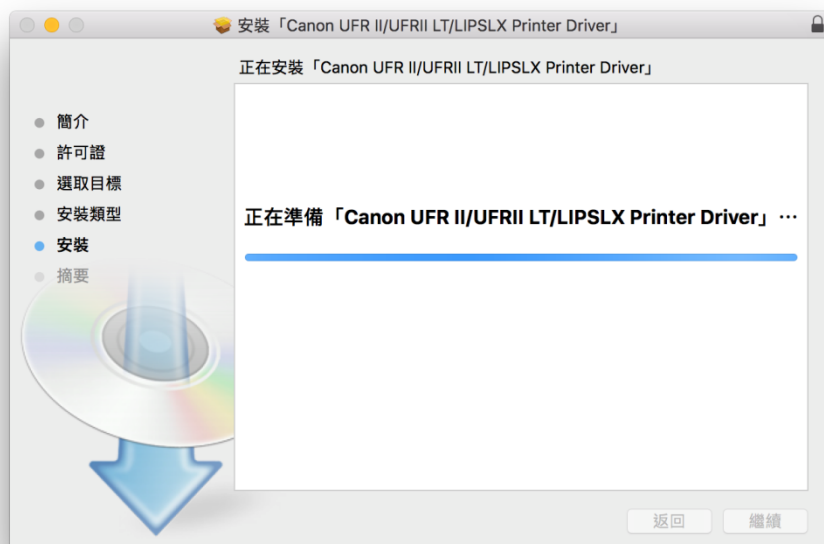 安裝「Canon UFR II/UFRII LT/LIPSLX Printer Driver」
正在安裝「Canon UFR II/UFRII LT/LIPSLX Printer Driver」
簡介
許可證
選取目標
安裝類型
安裝
摘要
正在準備「Canon UFR II/UFRII LT/LIPSLX Printer Driver」⋯
返回
繼續